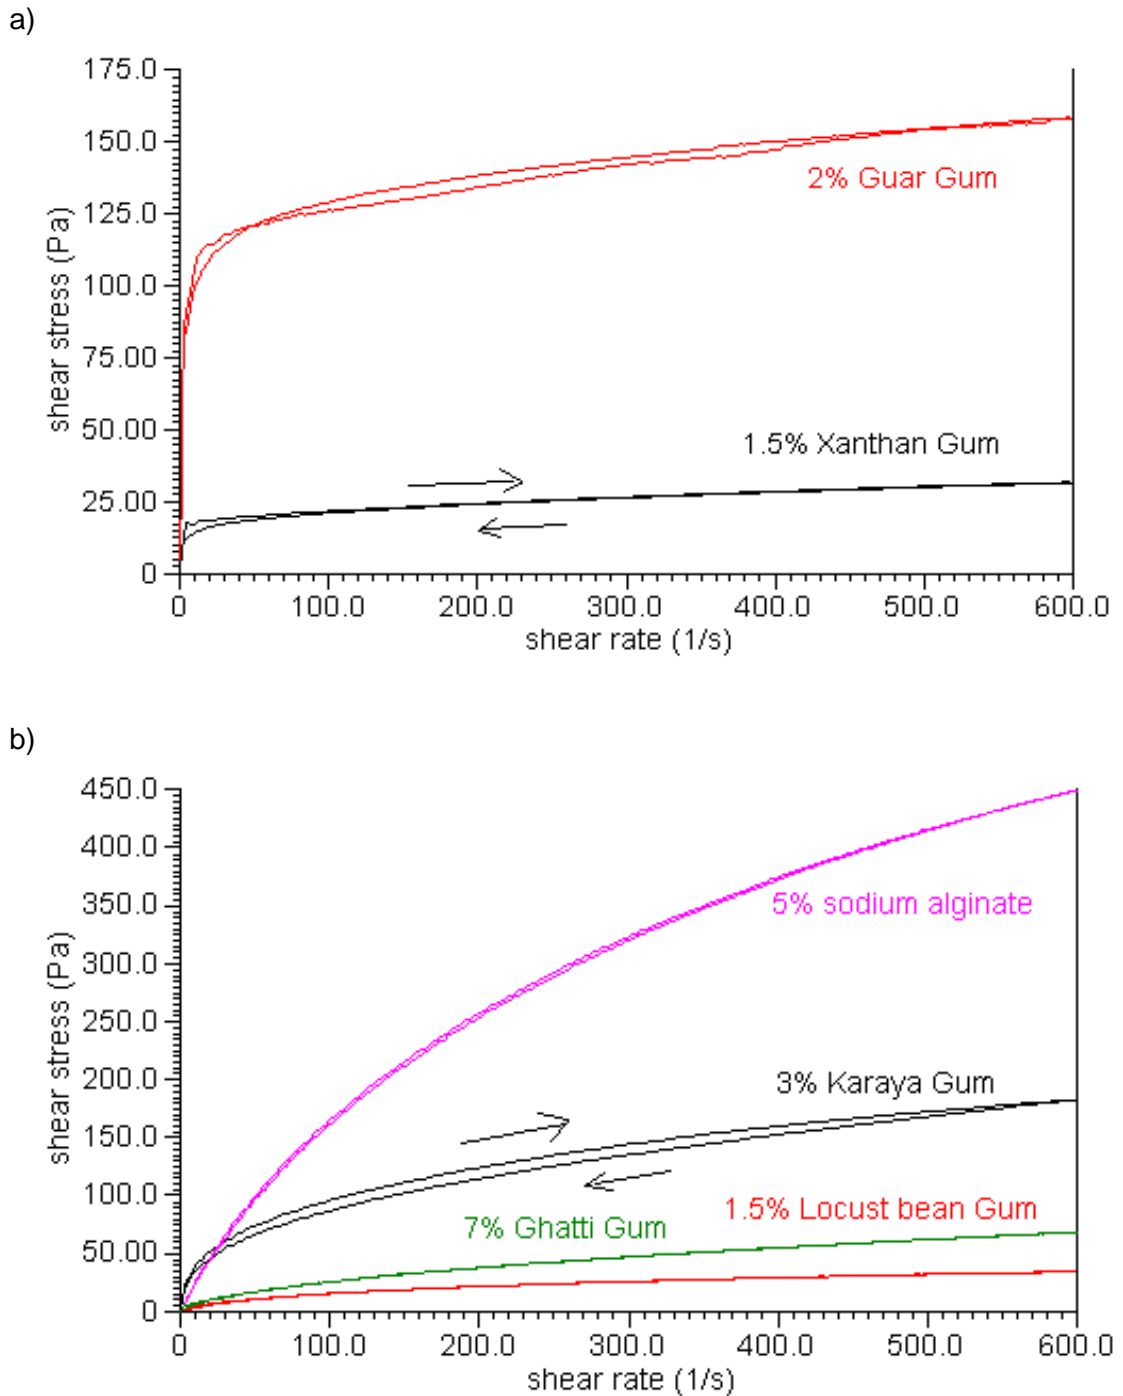 a)
175.0
150.0
125.0
100.0
75.00
50.00
25.00
0
shear stress (Pa)
2% Guar Gum
1.5% Xanthan Gum
0 100.0 200.0 300.0 400.0 500.0 600.0
shear rate (1/s)
b)
450.0
400.0
350.0
300.0
250.0
200.0
150.0
100.0
50.00
0
shear stress (Pa)
5% sodium alginate
3% Karaya Gum
1.5% Locust bean Gum
7% Ghatti Gum
0 100.0 200.0 300.0 400.0 500.0 600.0
shear rate (1/s)